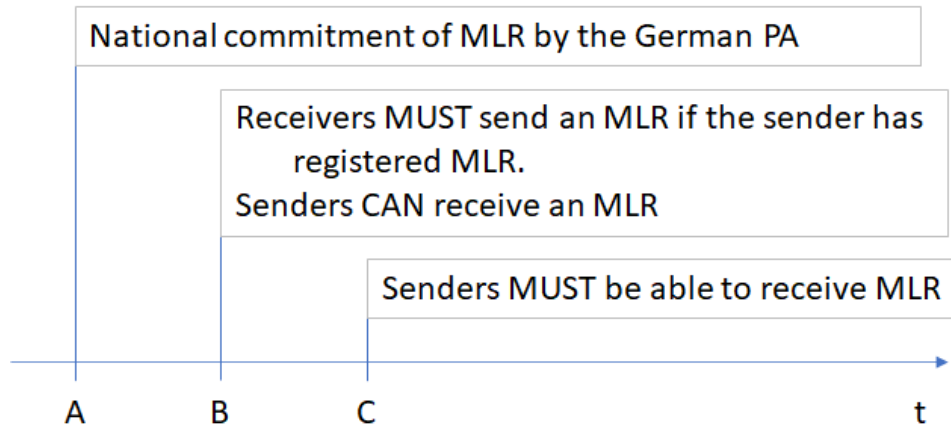 National commitment of MLR by the German PA
Receivers MUST send an MLR if the sender has
registered MLR.
Senders CAN receive an MLR
Senders MUST be able to receive MLR
A B C t